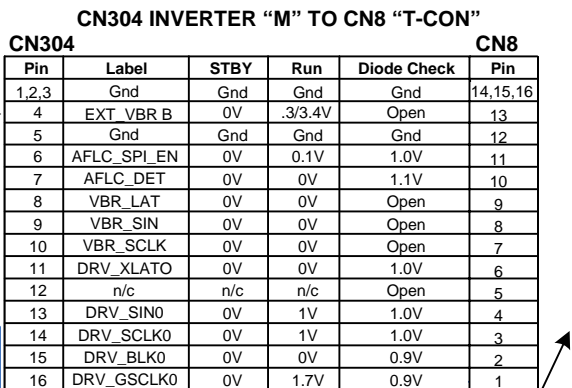 CN304 INVERTER “M” TO CN8 “T-CON”
CN304 CN8
Pin Label STBY Run Diode Check Pin
1,2,3 Gnd Gnd Gnd Gnd 14,15,16
4 EXT_VBR B 0V .3/3.4V Open 13
5 Gnd Gnd Gnd Gnd 12
6 AFLC_SPI_EN 0V 0.1V 1.0V 11
7 AFLC_DET 0V 0V 1.1V 10
8 VBR_LAT 0V 0V Open 9
9 VBR_SIN 0V 0V Open 8
10 VBR_SCLK 0V 0V Open 7
11 DRV_XLATO 0V 0V 1.0V 6
12 n/c n/c n/c Open 5
13 DRV_SIN0 0V 1V 1.0V 4
14 DRV_SCLK0 0V 1V 1.0V 3
15 DRV_BLK0 0V 0V 0.9V 2
16 DRV_GSCLK0 0V 1.7V 0.9V 1